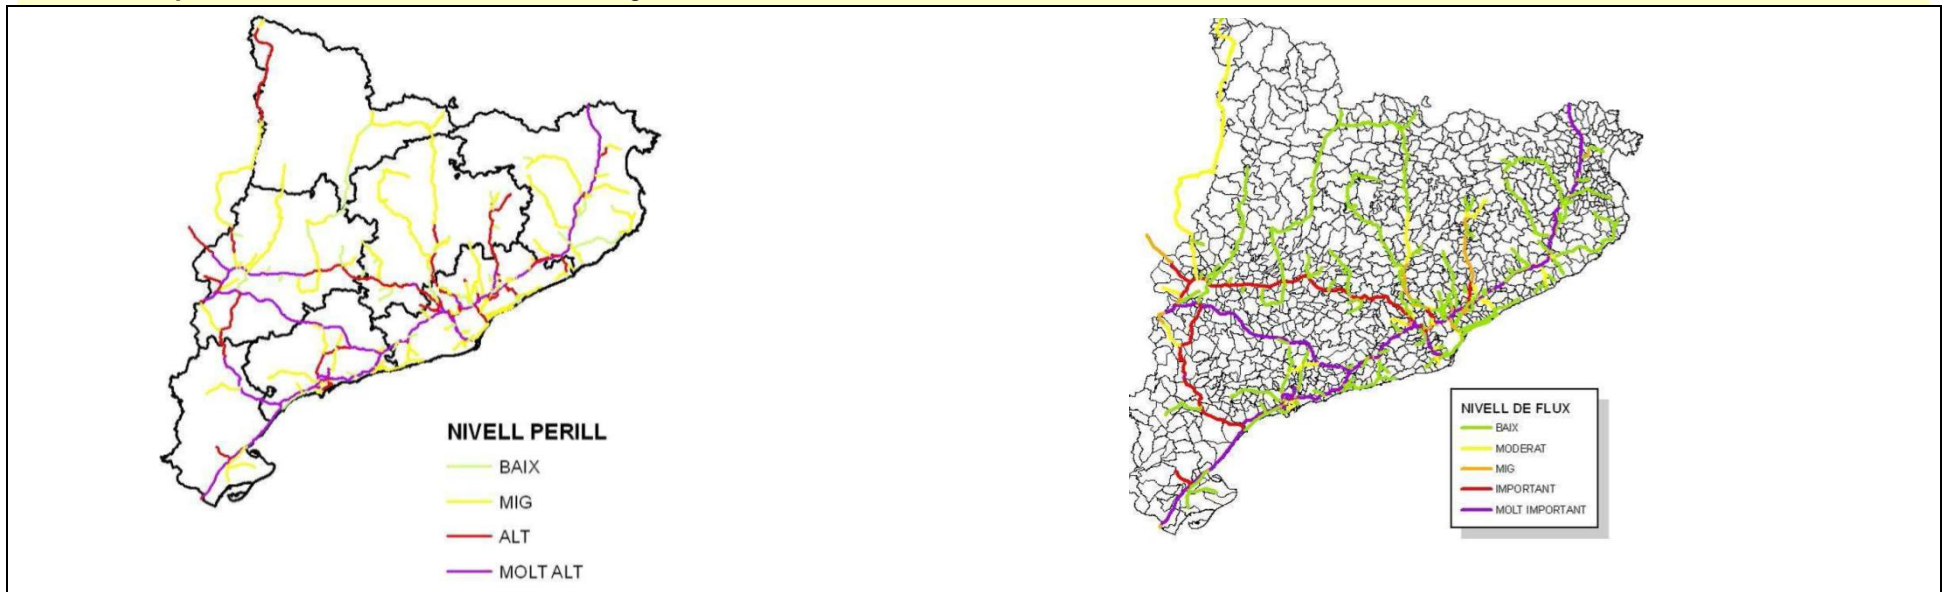 NIVELL PERILL
BAIX
MIG
ALT
MOLT ALT
NIVELL DE FLUX
BAIX
MODERAT
MIG
IMPORTANT
MOLT IMPORTANT